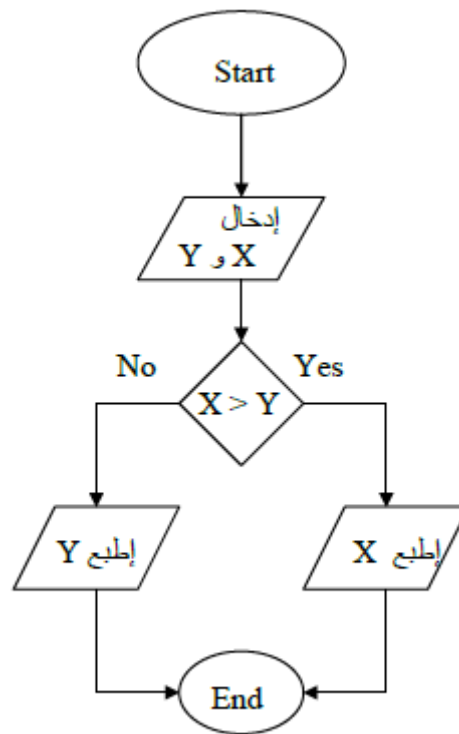 Start
إدخال
X و Y
No
Yes
X > Y
إطبع Y
إطبع X
End